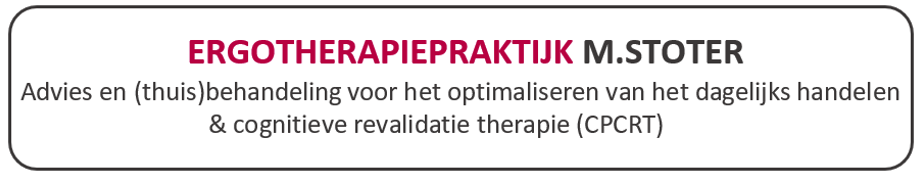 ERGOTHERAPIEPRAKTIJK M.STOTER
Advies en (thuis)behandeling voor het optimaliseren van het dagelijks handelen
& cognitieve revalidatie therapie (CPCRT)